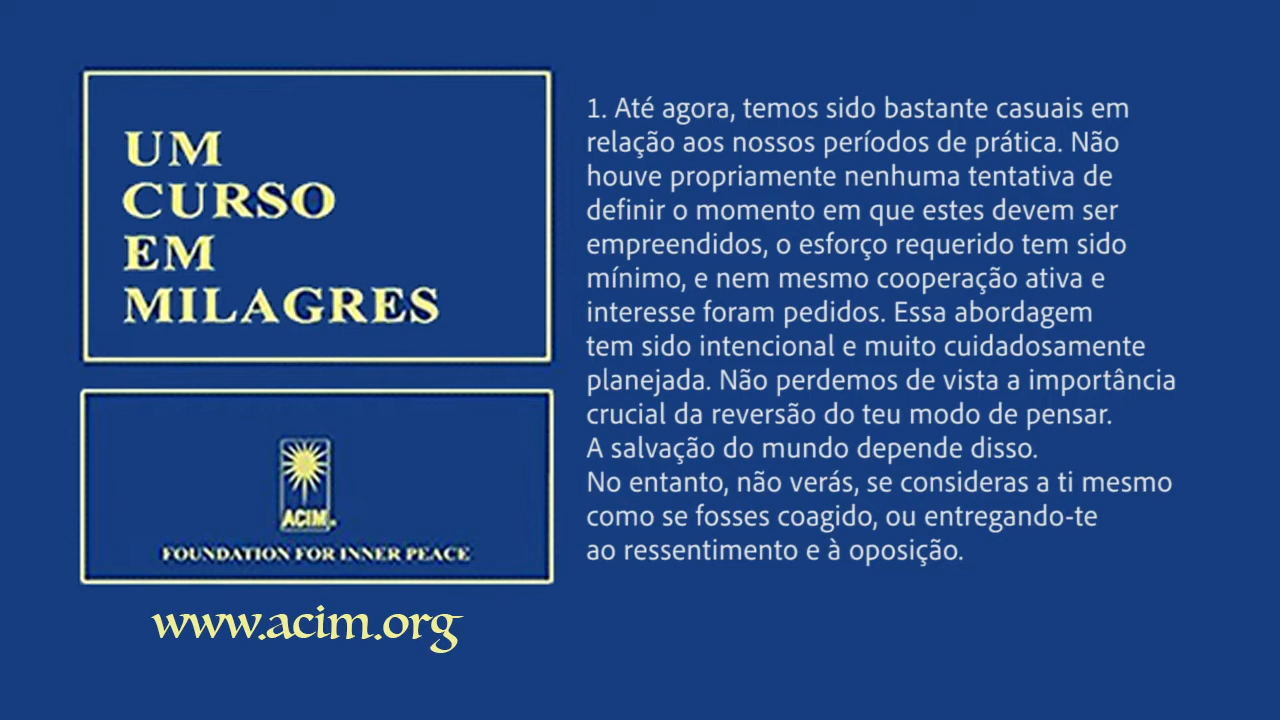 UM
CURSO
EM
MILAGRES
ACIM
FOUNDATION FOR INNER PEACE
www.acim.org
1. Até agora, temos sido bastante casuais em
relação aos nossos períodos de prática. Não
houve propriamente nenhuma tentativa de
definir o momento em que estes devem ser
empreendidos, o esforço requerido tem sido
mínimo, e nem mesmo cooperação ativa e
interesse foram pedidos. Essa abordagem
tem sido intencional e muito cuidadosamente
planejada. Não perdemos de vista a importância
crucial da reversão do teu modo de pensar.
A salvação do mundo depende disso.
No entanto, não verás, se consideras a ti mesmo
como se fosses coagido, ou entregando-te
ao ressentimento e à oposição.